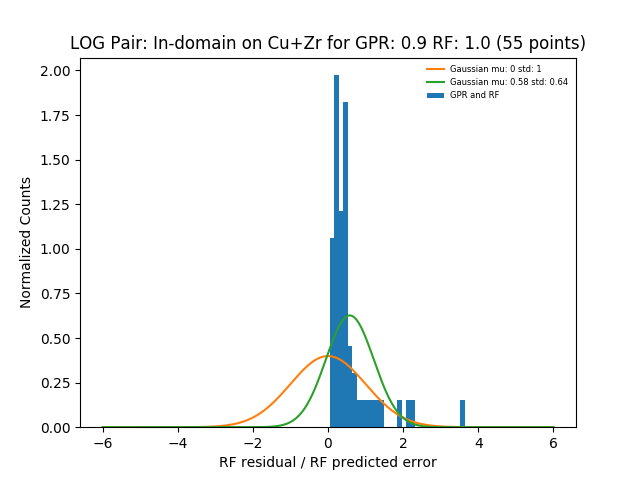 LOG Pair: In-domain on Cu+Zr for GPR: 0.9 RF: 1.0 (55 points)
Gaussian mu: 0 std: 1
Gaussian mu: 0.58 std: 0.64
GPR and RF
Normalized Counts
2.00
1.75
1.50
1.25
1.00
0.75
0.50
0.25
0.00
−6
−4
−2
0
2
4
6
RF residual / RF predicted error